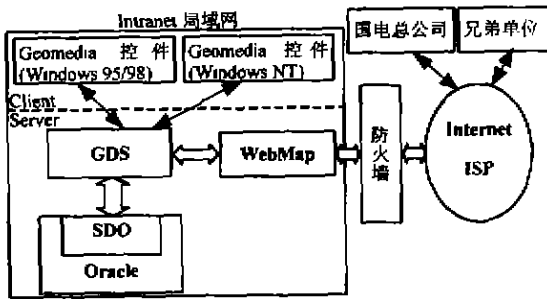 Intranet 局域网
Geomedia 控件
(Windows 95/98)
Geomedia 控件
(Windows NT)
国电总公司
兄弟单位
Client
Server
GDS
WebMap
防火墙
Internet
ISP
SDO
Oracle